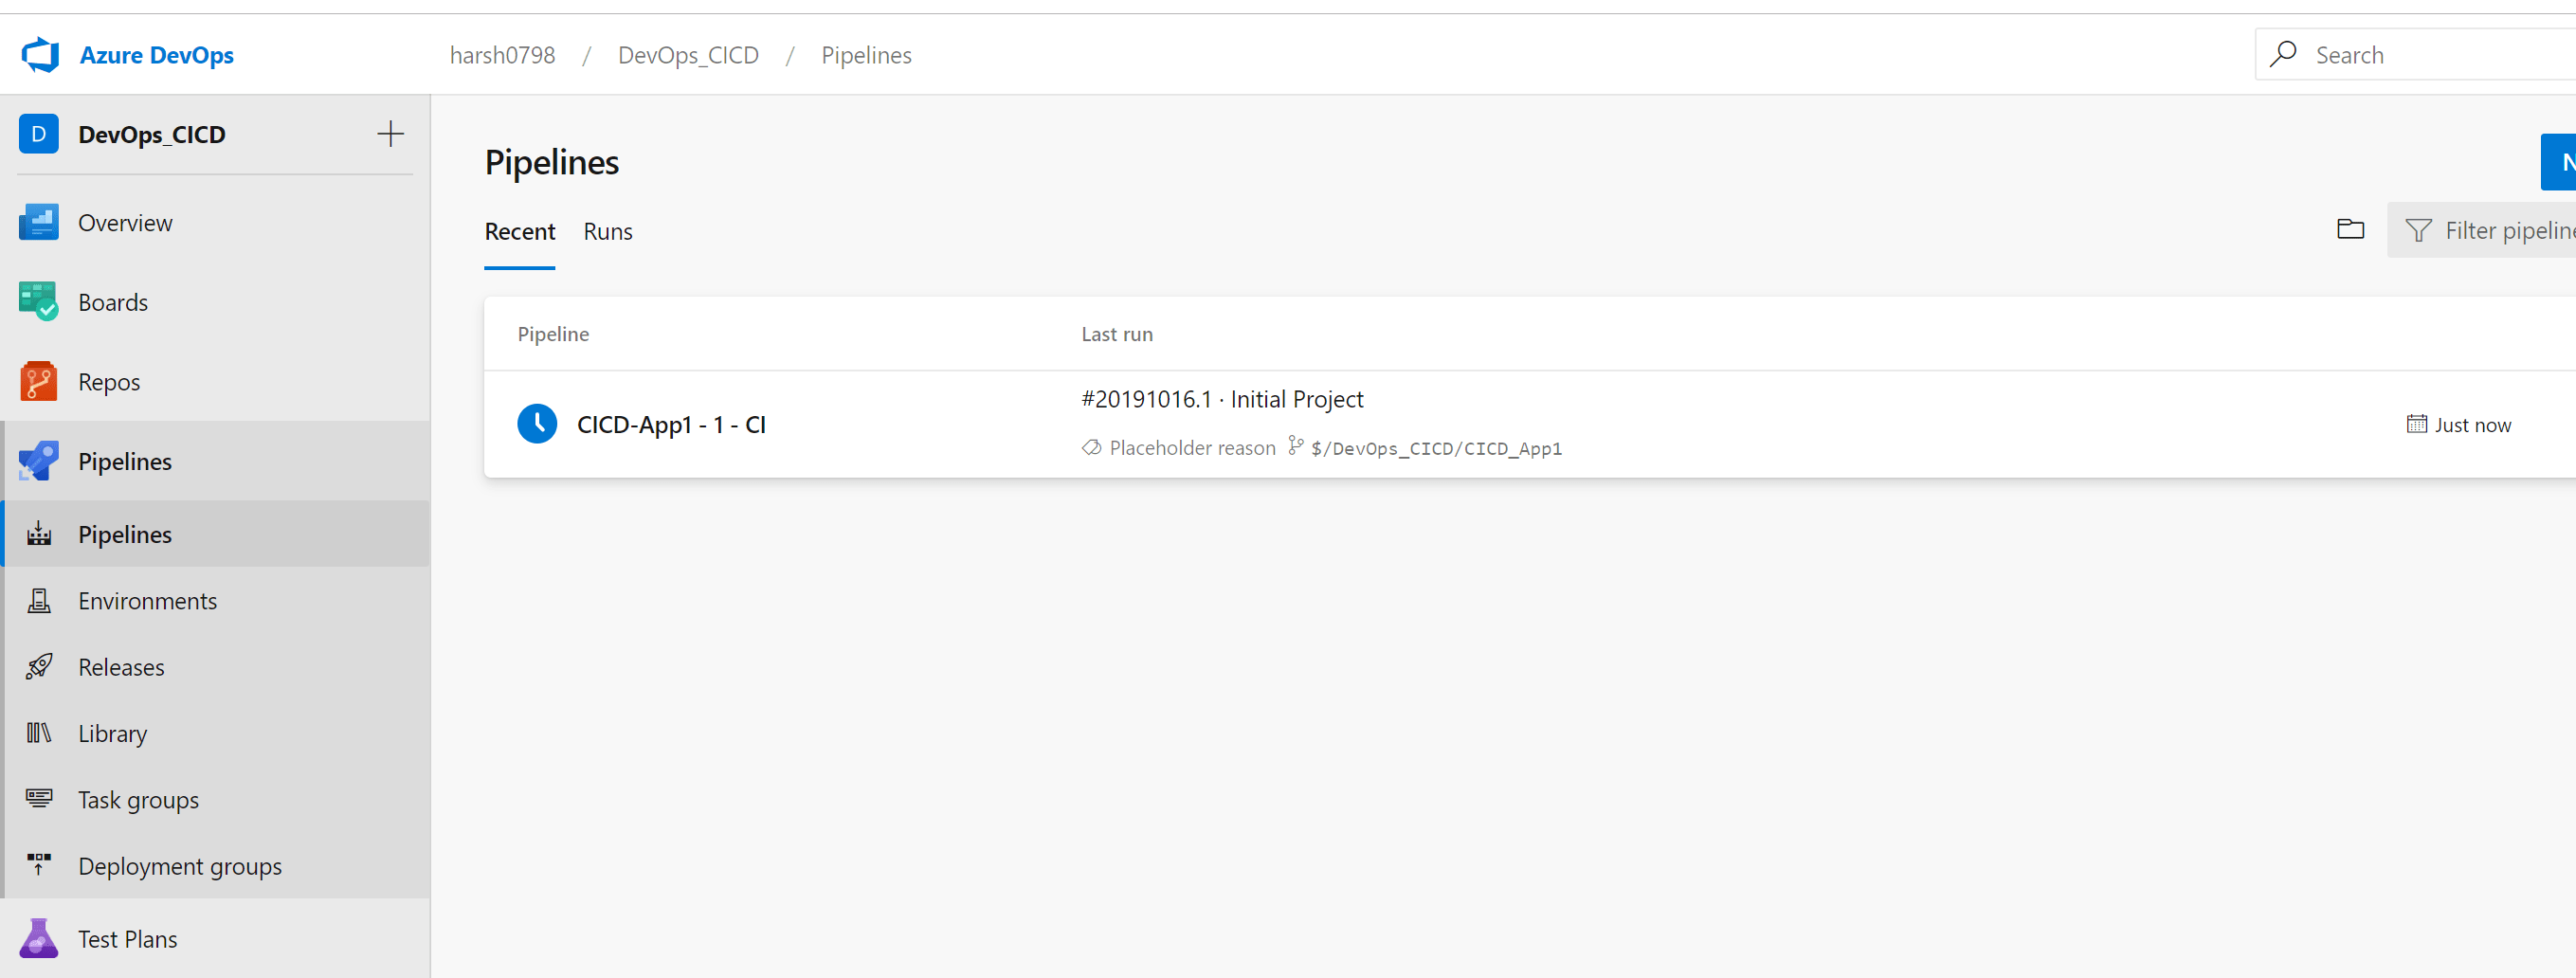 Azure DevOps
harsh0798 / DevOps_CICD / Pipelines
Search
D DevOps_CICD
Overview
Boards
Repos
Pipelines
Pipelines
Environments
Releases
Library
Task groups
Deployment groups
Test Plans
Pipelines
N
Recent Runs
Filter pipeline
Pipeline Last run
CICD-App1 - 1 - CI
#20191016.1 · Initial Project
Placeholder reason $/DevOps_CICD/CICD_App1
Just now